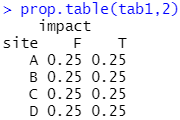 > prop.table(tab1,2)
    impact
site    F    T
   A 0.25 0.25
   B 0.25 0.25
   C 0.25 0.25
   D 0.25 0.25